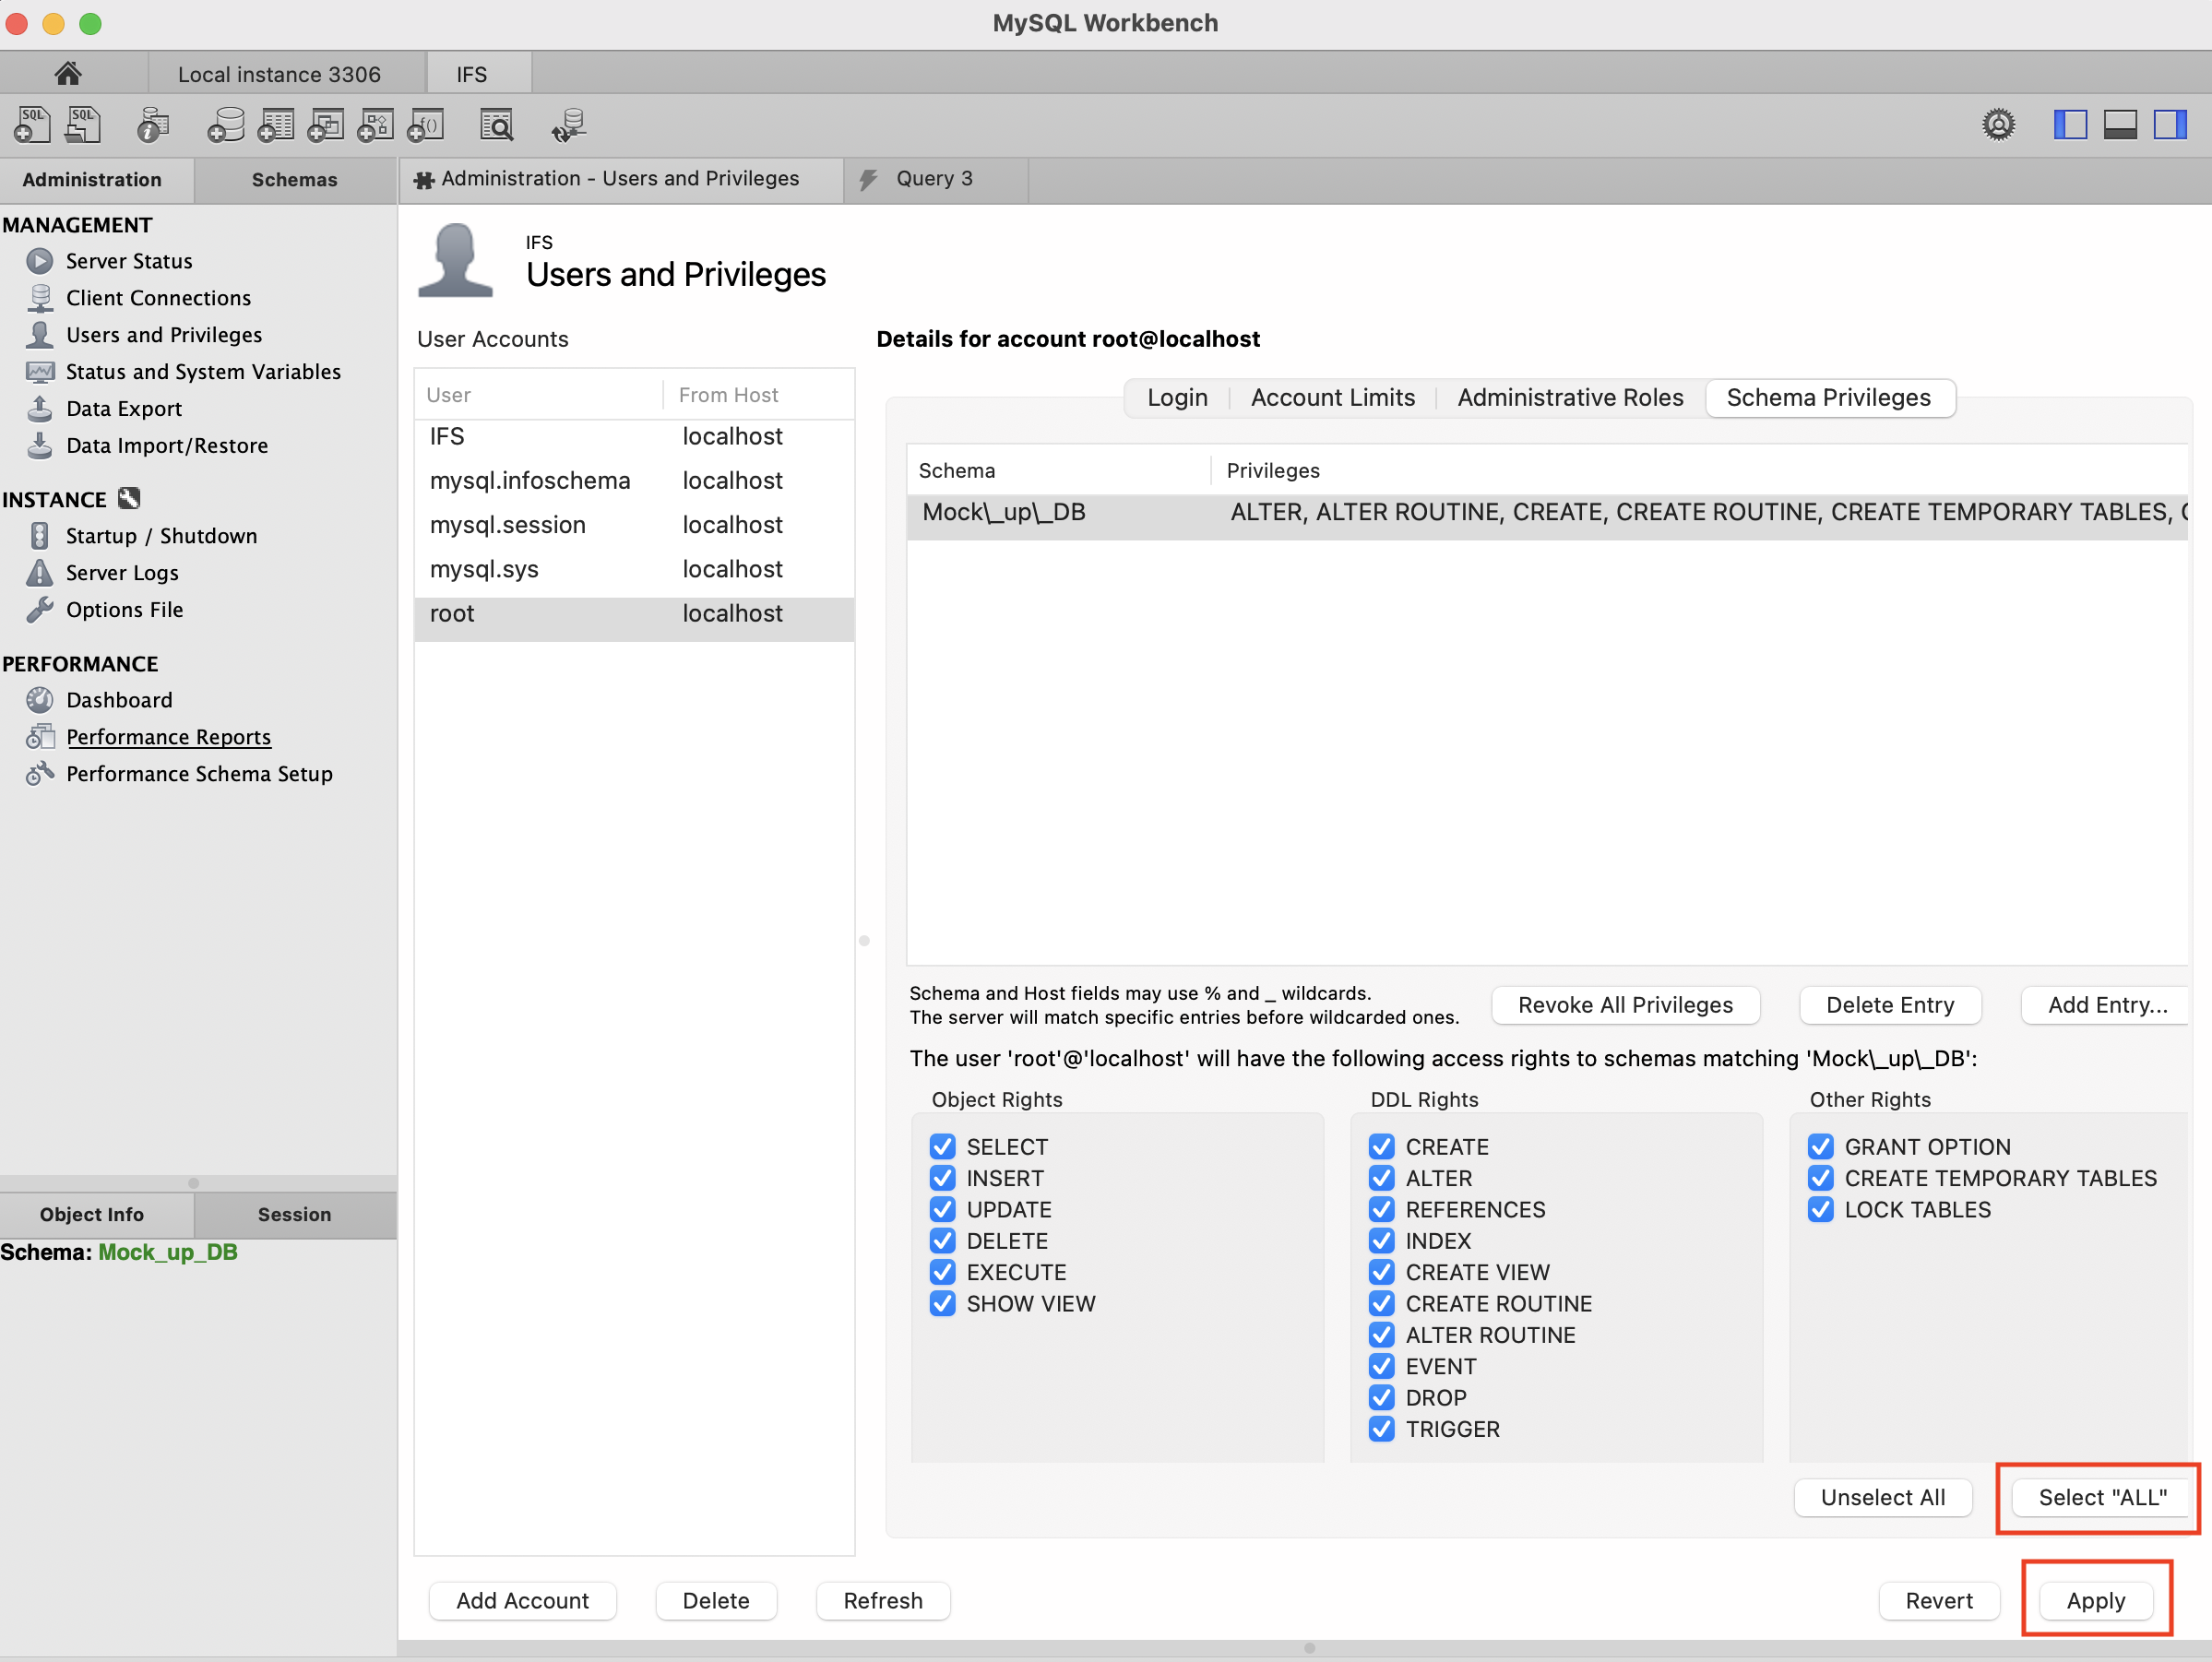 MySQL Workbench
Local instance 3306
IFS
SQL
SQL
Administration
Schemas
Administration - Users and Privileges
Query 3
MANAGEMENT
Server Status
Client Connections
Users and Privileges
Status and System Variables
Data Export
Data Import/Restore
INSTANCE
Startup / Shutdown
Server Logs
Options File
PERFORMANCE
Dashboard
Performance Reports
Performance Schema Setup
Object Info
Session
Schema: Mock_up_DB
IFS
Users and Privileges
User Accounts
User From Host
IFS localhost
mysql.infoschema localhost
mysql.session localhost
mysql.sys localhost
root localhost
Add Account
Delete
Refresh
Details for account root@localhost
Login
Account Limits
Administrative Roles
Schema Privileges
Schema Privileges
Mock\_up\_DB ALTER, ALTER ROUTINE, CREATE, CREATE ROUTINE, CREATE TEMPORARY TABLES,
Schema and Host fields may use % and _ wildcards.
The server will match specific entries before wildcarded ones.
Revoke All Privileges
Delete Entry
Add Entry...
The user 'root'@'localhost' will have the following access rights to schemas matching 'Mock\_up\_DB':
Object Rights
SELECT
INSERT
UPDATE
DELETE
EXECUTE
SHOW VIEW
DDL Rights
CREATE
ALTER
REFERENCES
INDEX
CREATE VIEW
CREATE ROUTINE
ALTER ROUTINE
EVENT
DROP
TRIGGER
Other Rights
GRANT OPTION
CREATE TEMPORARY TABLES
LOCK TABLES
Unselect All
Select "ALL"
Revert
Apply